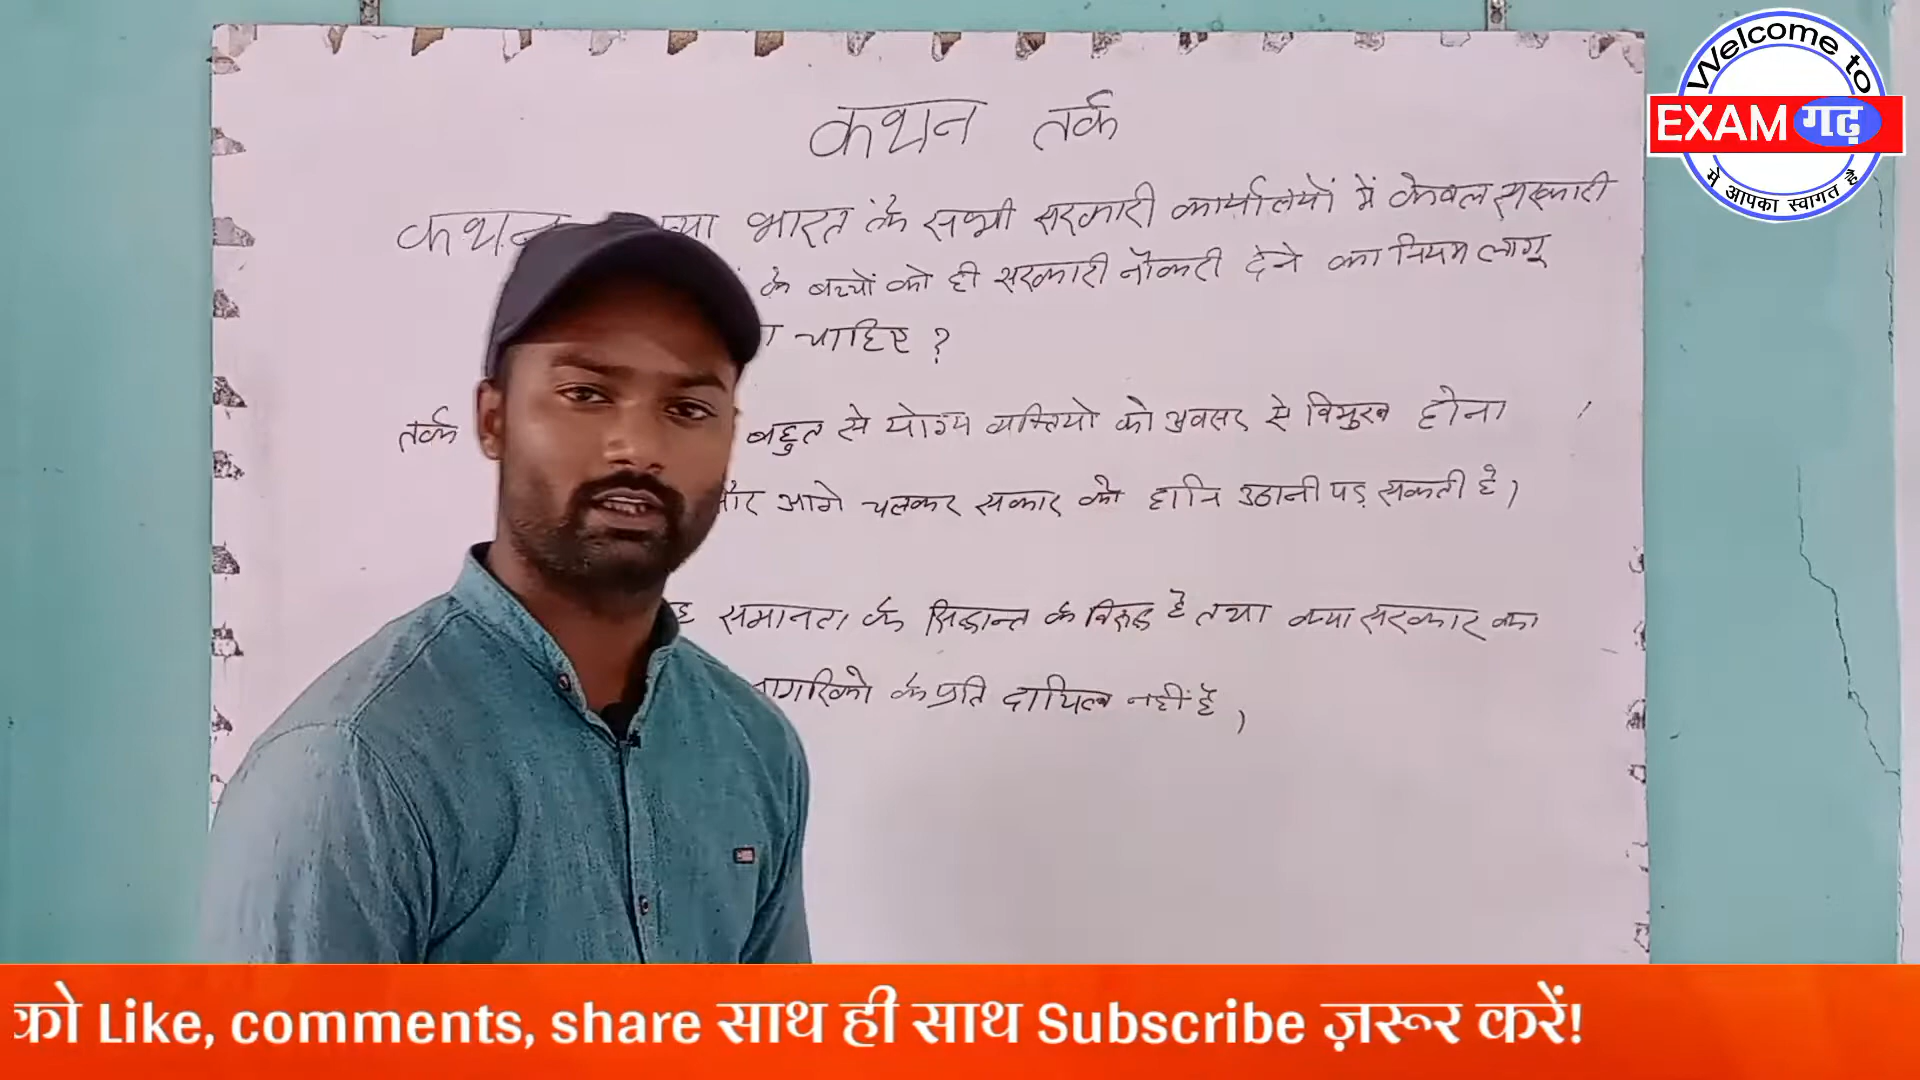 Welcome to
EXAM गढ़
मे आपका स्वागत है
कथन तर्क
कथन क्या भारत के सभी सरकारी कार्यालयों में केवल सरकारी
के बच्चों को ही सरकारी नौकरी देने का नियम लागू
चाहिए ?
तर्क बहुत से योग्य व्यक्तियो को अवसर से विमुख होना
और आगे चलकर सकार को हानि उठानी पड़ सकती है।
समानता के सिद्धान्त के विरुद्ध है तथा क्या सरकार का
नागरिको के प्रति दायित्व नहीं है,
को Like, comments, share साथ ही साथ Subscribe ज़रूर करें!